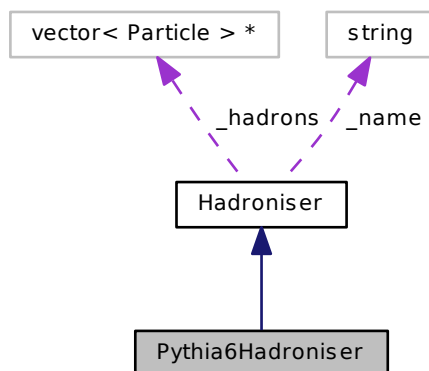 vector< Particle > *
string
_hadrons
_name
Hadroniser
Pythia6Hadroniser